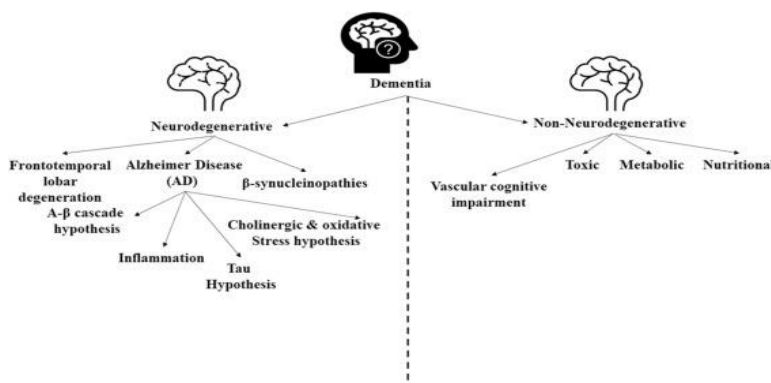 ?
Dementia
Neurodegenerative
Non-Neurodegenerative
Frontotemporal
lobar
degeneration
Alzheimer Disease
(AD)
β-synucleinopathies
Vascular cognitive
impairment
Toxic
Metabolic
Nutritional
A-β cascade
hypothesis
Inflammation
Tau
Hypothesis
Cholinergic & oxidative
Stress hypothesis